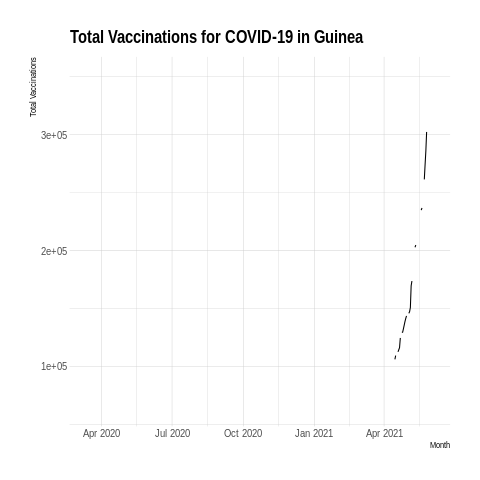 Total Vaccinations for COVID-19 in Guinea
Total Vaccinations
3e+05
2e+05
1e+05
Apr 2020 Jul 2020 Oct 2020 Jan 2021 Apr 2021
Month